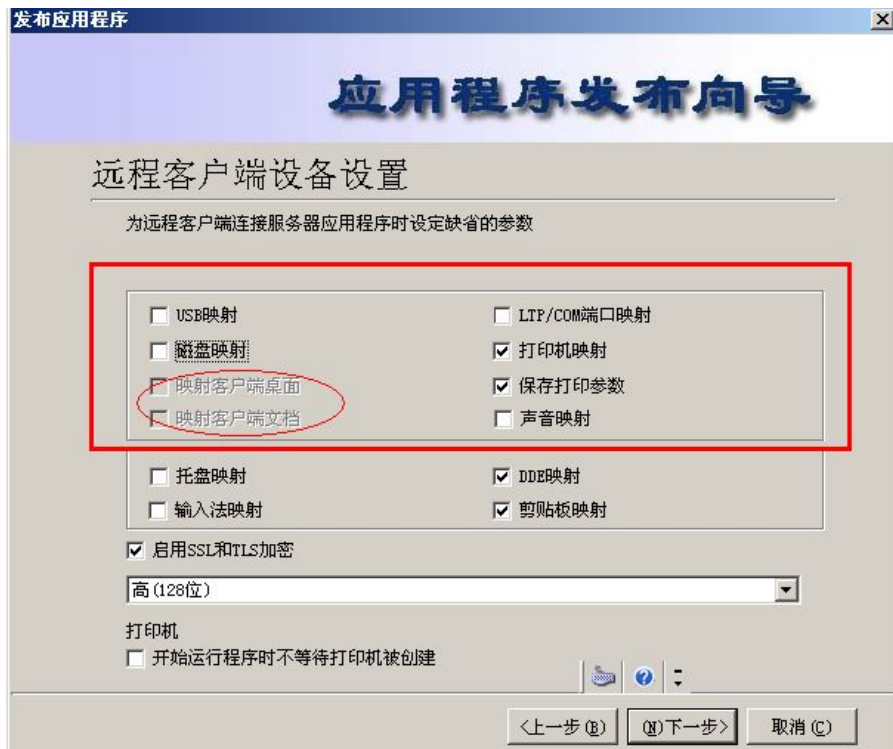 发布应用程序
应用程序发布向导
远程客户端设备设置
为远程客户端连接服务器应用程序时设定缺省的参数
USB映射
LTP/COM端口映射
磁盘映射
打印机映射
映射客户端桌面
保存打印参数
映射客户端文档
声音映射
托盘映射
DDE映射
输入法映射
剪贴板映射
启用SSL和TLS加密
高(128位)
打印机
开始运行程序时不等待打印机被创建
<上一步(B)
(N)下一步>
取消(C)